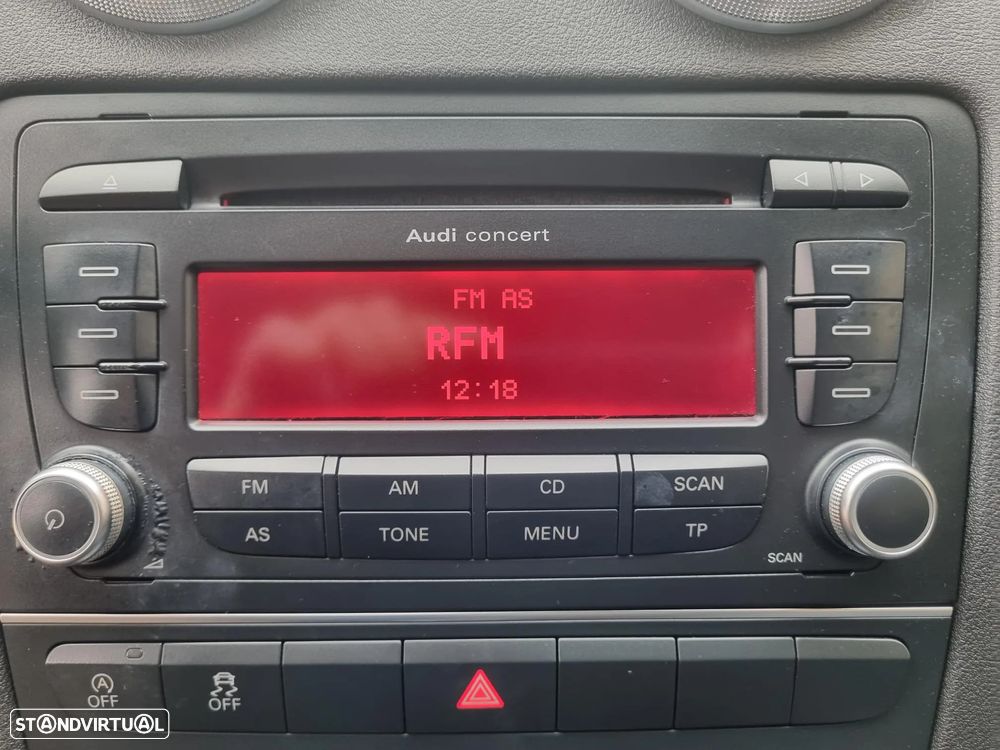 Audi concert
FM AS
RFM
12:18
FM AM CD SCAN
AS TONE MENU TP
SCAN
A
OFF OFF
STANDVIRTUAL